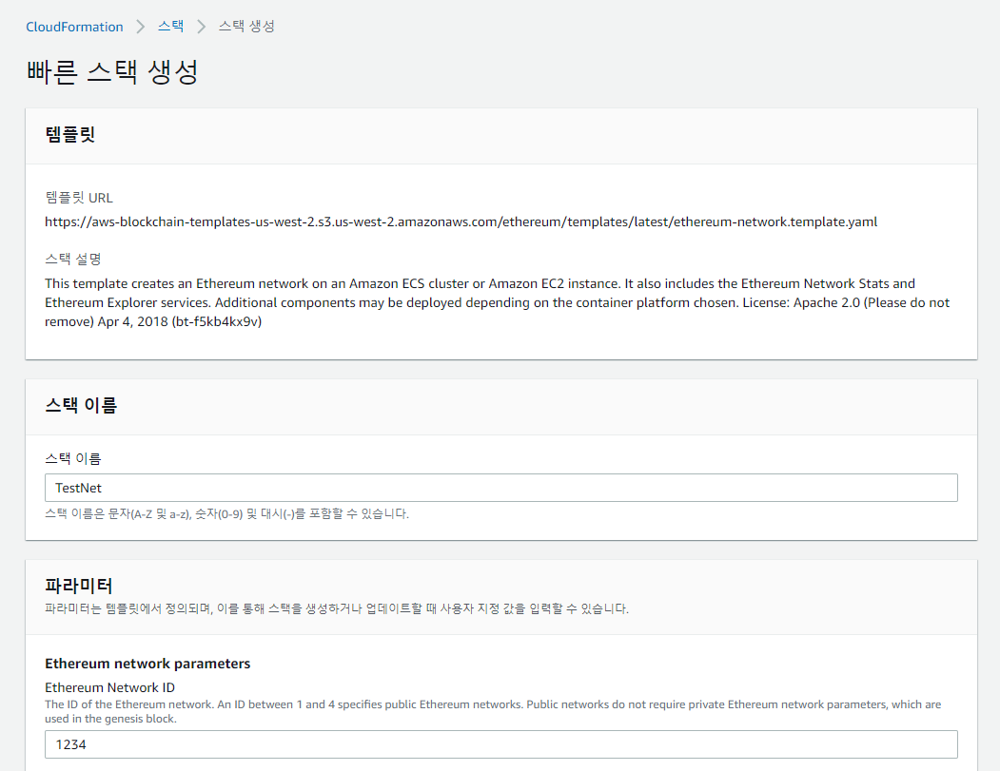 CloudFormation > 스택 > 스택 생성
빠른 스택 생성
템플릿
템플릿 URL
https://aws-blockchain-templates-us-west-2.s3.us-west-2.amazonaws.com/ethereum/templates/latest/ethereum-network.template.yaml
스택 설명
This template creates an Ethereum network on an Amazon ECS cluster or Amazon EC2 instance. It also includes the Ethereum Network Stats and
Ethereum Explorer services. Additional components may be deployed depending on the container platform chosen. License: Apache 2.0 (Please do not
remove) Apr 4, 2018 (bt-f5kb4kx9v)
스택 이름
스택 이름
TestNet
스택 이름은 문자(A-Z 및 a-z), 숫자(0-9) 및 대시(-)를 포함할 수 있습니다.
파라미터
파라미터는 템플릿에서 정의되며, 이를 통해 스택을 생성하거나 업데이트할 때 사용자 지정 값을 입력할 수 있습니다.
Ethereum network parameters
Ethereum Network ID
The ID of the Ethereum network. An ID between 1 and 4 specifies public Ethereum networks. Public networks do not require private Ethereum network parameters, which are
used in the genesis block.
1234